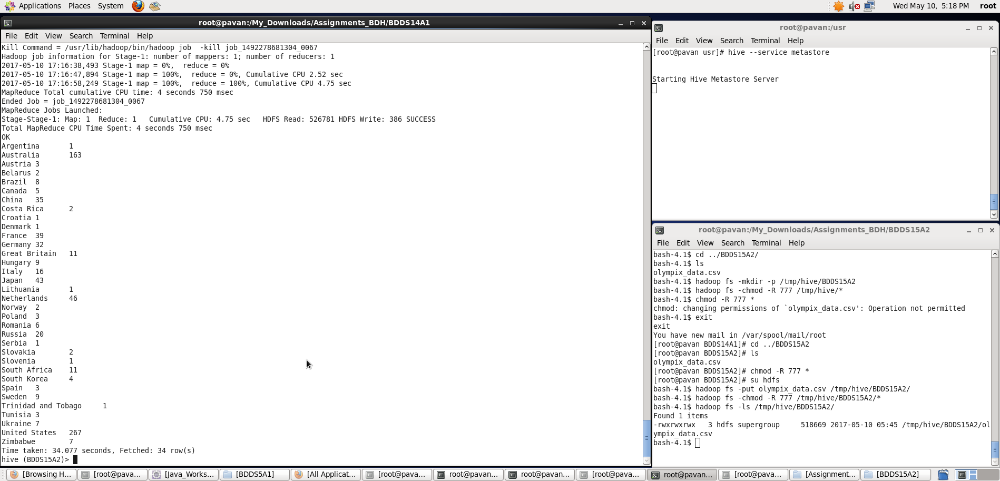 Applications Places System Wed May 10, 5:18 PM root
root@pavan:/My_Downloads/Assignments_BDH/BDDS14A1
File Edit View Search Terminal Help
Kill Command = /usr/lib/hadoop/bin/hadoop job  -kill job_1492278681304_0067
Hadoop job information for Stage-1: number of mappers: 1; number of reducers: 1
2017-05-10 17:16:38,493 Stage-1 map = 0%,  reduce = 0%
2017-05-10 17:16:47,894 Stage-1 map = 100%,  reduce = 0%, Cumulative CPU 2.52 sec
2017-05-10 17:16:58,249 Stage-1 map = 100%,  reduce = 100%, Cumulative CPU 4.75 sec
MapReduce Total cumulative CPU time: 4 seconds 750 msec
Ended Job = job_1492278681304_0067
MapReduce Jobs Launched:
Stage-Stage-1: Map: 1  Reduce: 1   Cumulative CPU: 4.75 sec   HDFS Read: 526781 HDFS Write: 386 SUCCESS
Total MapReduce CPU Time Spent: 4 seconds 750 msec
OK
Argentina 1
Australia 163
Austria 3
Belarus 2
Brazil 8
Canada 5
China 35
Costa Rica 2
Croatia 1
Denmark 1
France 39
Germany 32
Great Britain 11
Hungary 9
Italy 16
Japan 43
Lithuania 1
Netherlands 46
Norway 2
Poland 3
Romania 6
Russia 20
Serbia 1
Slovakia 2
Slovenia 1
South Africa 11
South Korea 4
Spain 3
Sweden 9
Trinidad and Tobago 1
Tunisia 3
Ukraine 7
United States 267
Zimbabwe 7
Time taken: 34.077 seconds, Fetched: 34 row(s)
hive (BDDS15A2)>
root@pavan:/usr
File Edit View Search Terminal Help
[root@pavan usr]# hive --service metastore
Starting Hive Metastore Server
root@pavan:/My_Downloads/Assignments_BDH/BDDS15A2
File Edit View Search Terminal Help
bash-4.1$ cd ../BDDS15A2/
bash-4.1$ ls
olympix_data.csv
bash-4.1$ hadoop fs -mkdir -p /tmp/hive/BDDS15A2
bash-4.1$ hadoop fs -chmod -R 777 /tmp/hive/*
bash-4.1$ chmod -R 777 *
chmod: changing permissions of `olympix_data.csv': Operation not permitted
bash-4.1$ exit
exit
You have new mail in /var/spool/mail/root
[root@pavan BDDS14A1]# cd ../BDDS15A2
[root@pavan BDDS15A2]# ls
olympix_data.csv
[root@pavan BDDS15A2]# chmod -R 777 *
[root@pavan BDDS15A2]# su hdfs
bash-4.1$ hadoop fs -put olympix_data.csv /tmp/hive/BDDS15A2/
bash-4.1$ hadoop fs -chmod -R 777 /tmp/hive/BDDS15A2/*
bash-4.1$ hadoop fs -ls /tmp/hive/BDDS15A2/
Found 1 items
-rwxrwxrwx   3 hdfs supergroup     518669 2017-05-10 05:45 /tmp/hive/BDDS15A2/ol
ympix_data.csv
bash-4.1$
[Browsing H... [root@pava... [Java_Works... [BDDS5A1] [All Applicat... [root@pava... root@pavan... root@pavan... [root@pava... root@pavan... [root@pava... [Assignment... [BDDS15A2]